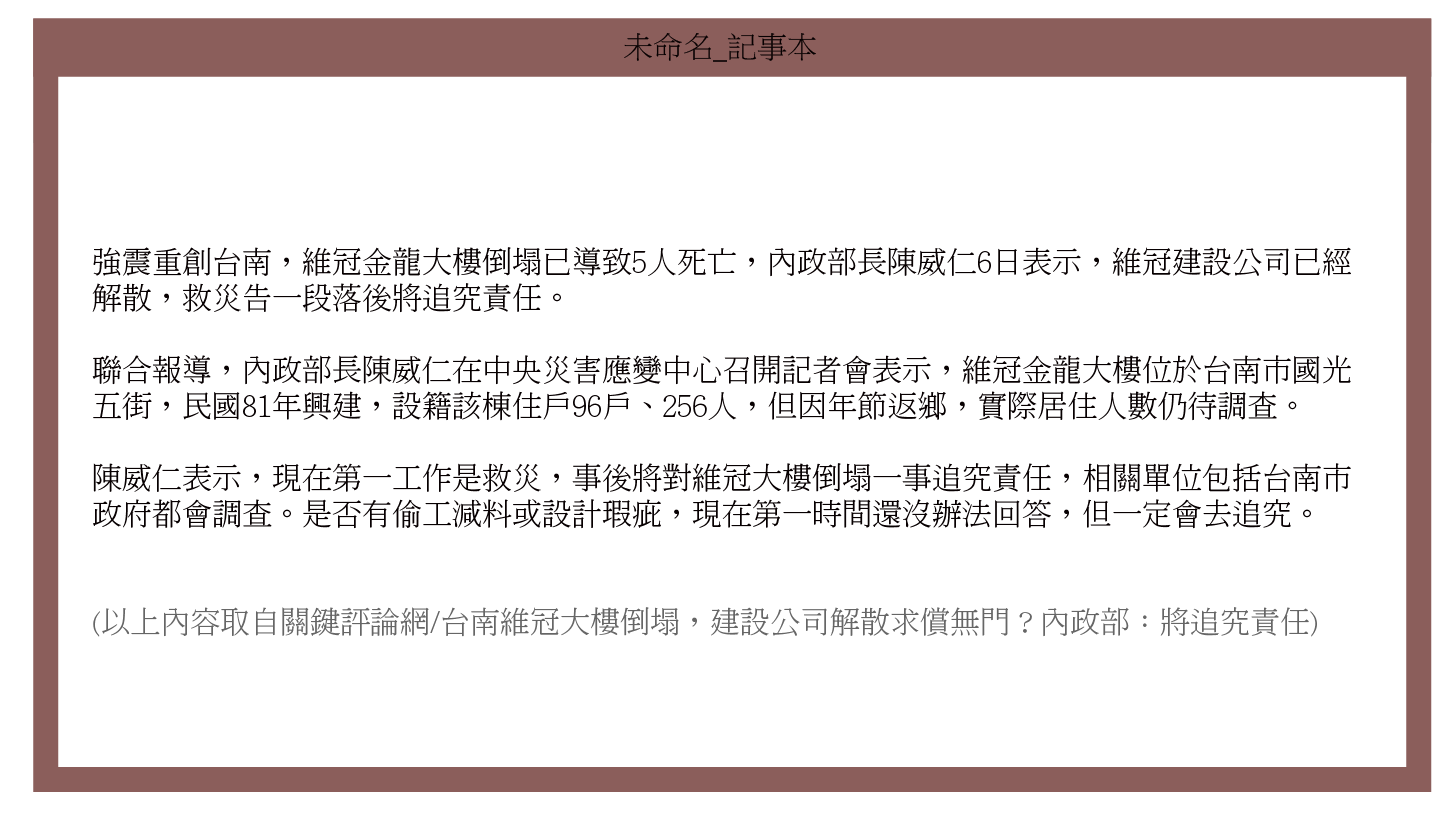 未命名_記事本
強震重創台南，維冠金龍大樓倒塌已導致5人死亡，內政部長陳威仁6日表示，維冠建設公司已經
解散，救災告一段落後將追究責任。
聯合報導，內政部長陳威仁在中央災害應變中心召開記者會表示，維冠金龍大樓位於台南市國光
五街，民國81年興建，設籍該棟住戶96戶、256人，但因年節返鄉，實際居住人數仍待調查。
陳威仁表示，現在第一工作是救災，事後將對維冠大樓倒塌一事追究責任，相關單位包括台南市
政府都會調查。是否有偷工減料或設計瑕疵，現在第一時間還沒辦法回答，但一定會去追究。
(以上內容取自關鍵評論網/台南維冠大樓倒塌，建設公司解散求償無門？內政部：將追究責任)